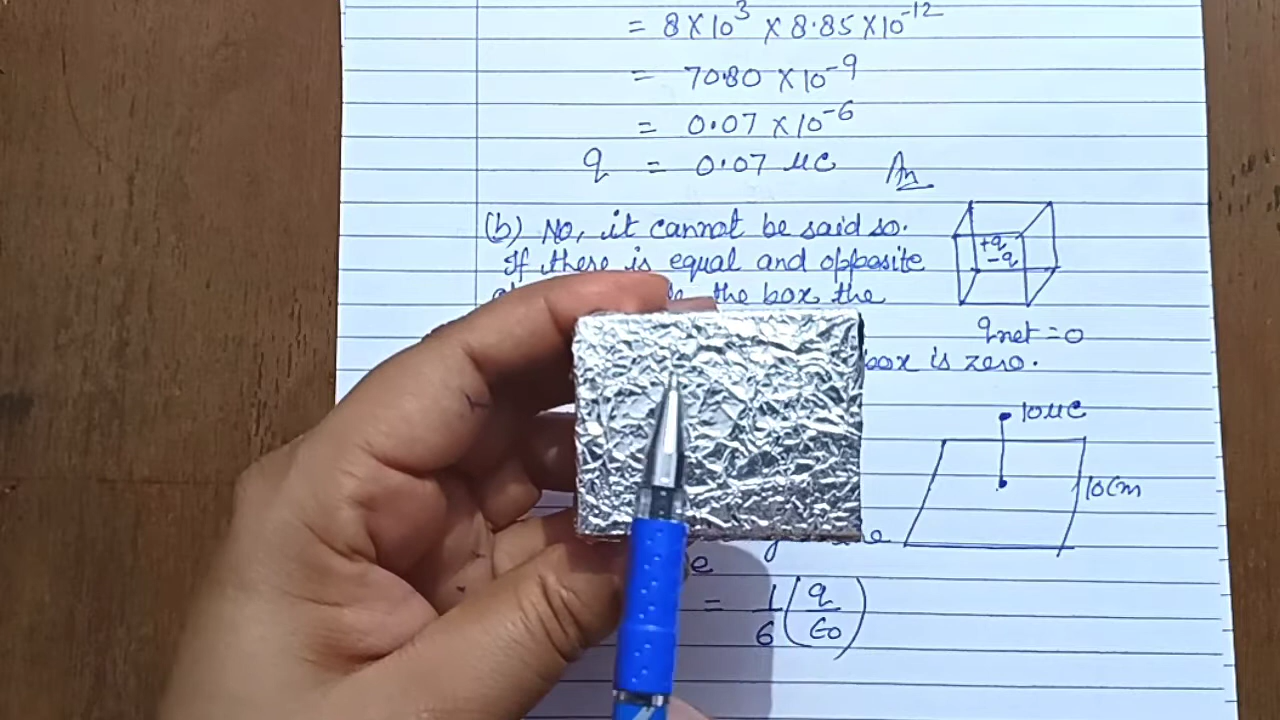 = 8×10³ × 8.85×10⁻¹²
= 70.80 × 10⁻⁹
= 0.07 × 10⁻⁶
q = 0.07 μC Ans
(b) No, it cannot be said so.
If there is equal and opposite
the box the
box is zero.
+q
-q
qnet = 0
10μC
10cm
= 1/6 (q/ϵ0)